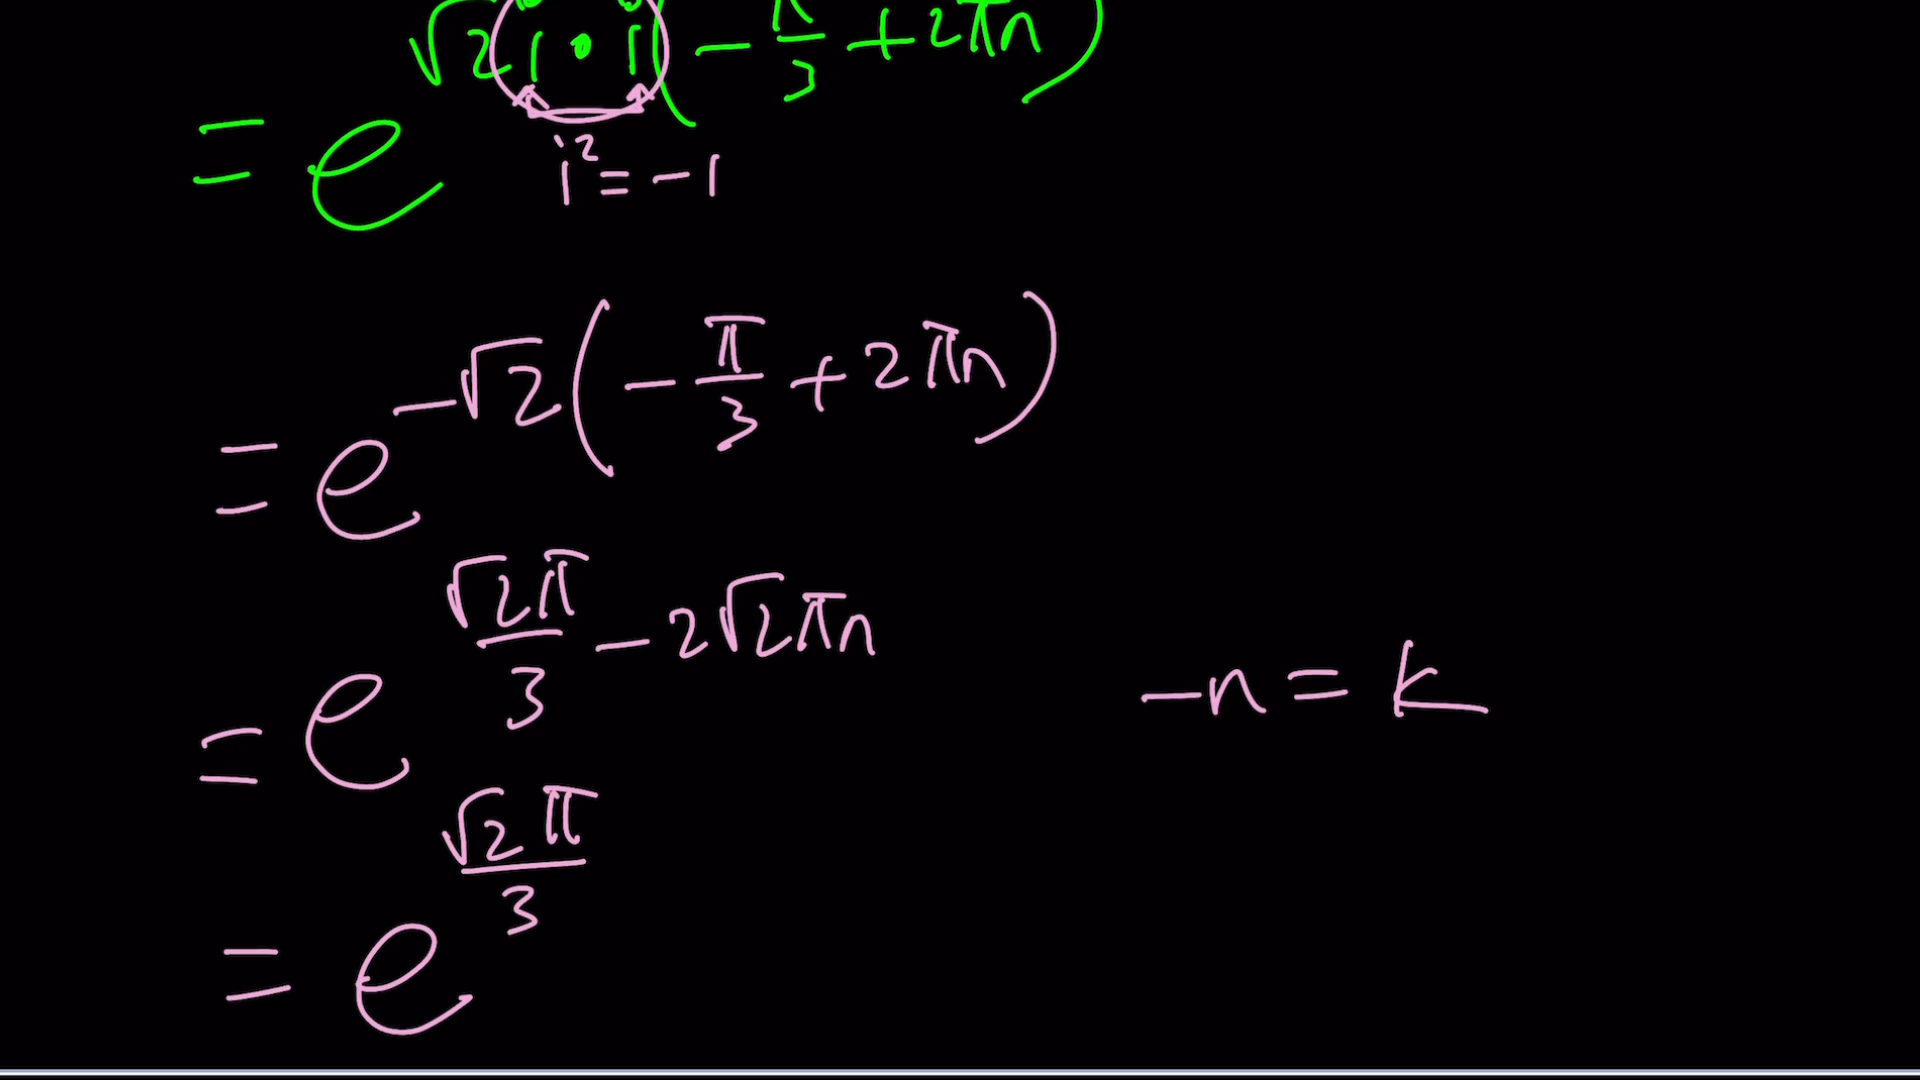 = e^{√2 i · i (-π/3 + 2πn)}
i² = -1
= e^{-√2 (-π/3 + 2πn)}
= e^{√2π/3 - 2√2πn}
-n = k
= e^{√2π/3}